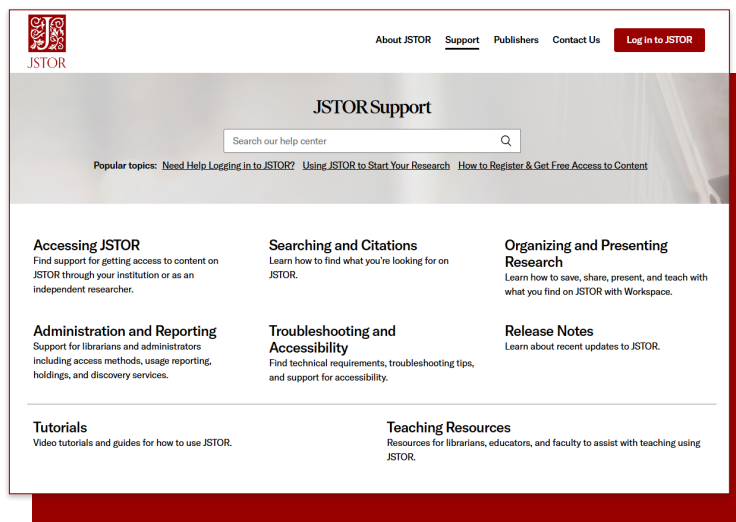 JSTOR
About JSTOR Support Publishers Contact Us Log in to JSTOR
JSTOR Support
Search our help center
Popular topics: Need Help Logging in to JSTOR? Using JSTOR to Start Your Research How to Register & Get Free Access to Content
Accessing JSTOR
Find support for getting access to content on
JSTOR through your institution or as an
independent researcher.
Searching and Citations
Learn how to find what you're looking for on
JSTOR.
Organizing and Presenting
Research
Learn how to save, share, present, and teach with
what you find on JSTOR with Workspace.
Administration and Reporting
Support for librarians and administrators
including access methods, usage reporting,
holdings, and discovery services.
Troubleshooting and
Accessibility
Find technical requirements, troubleshooting tips,
and support for accessibility.
Release Notes
Learn about recent updates to JSTOR.
Tutorials
Video tutorials and guides for how to use JSTOR.
Teaching Resources
Resources for librarians, educators, and faculty to assist with teaching using
JSTOR.